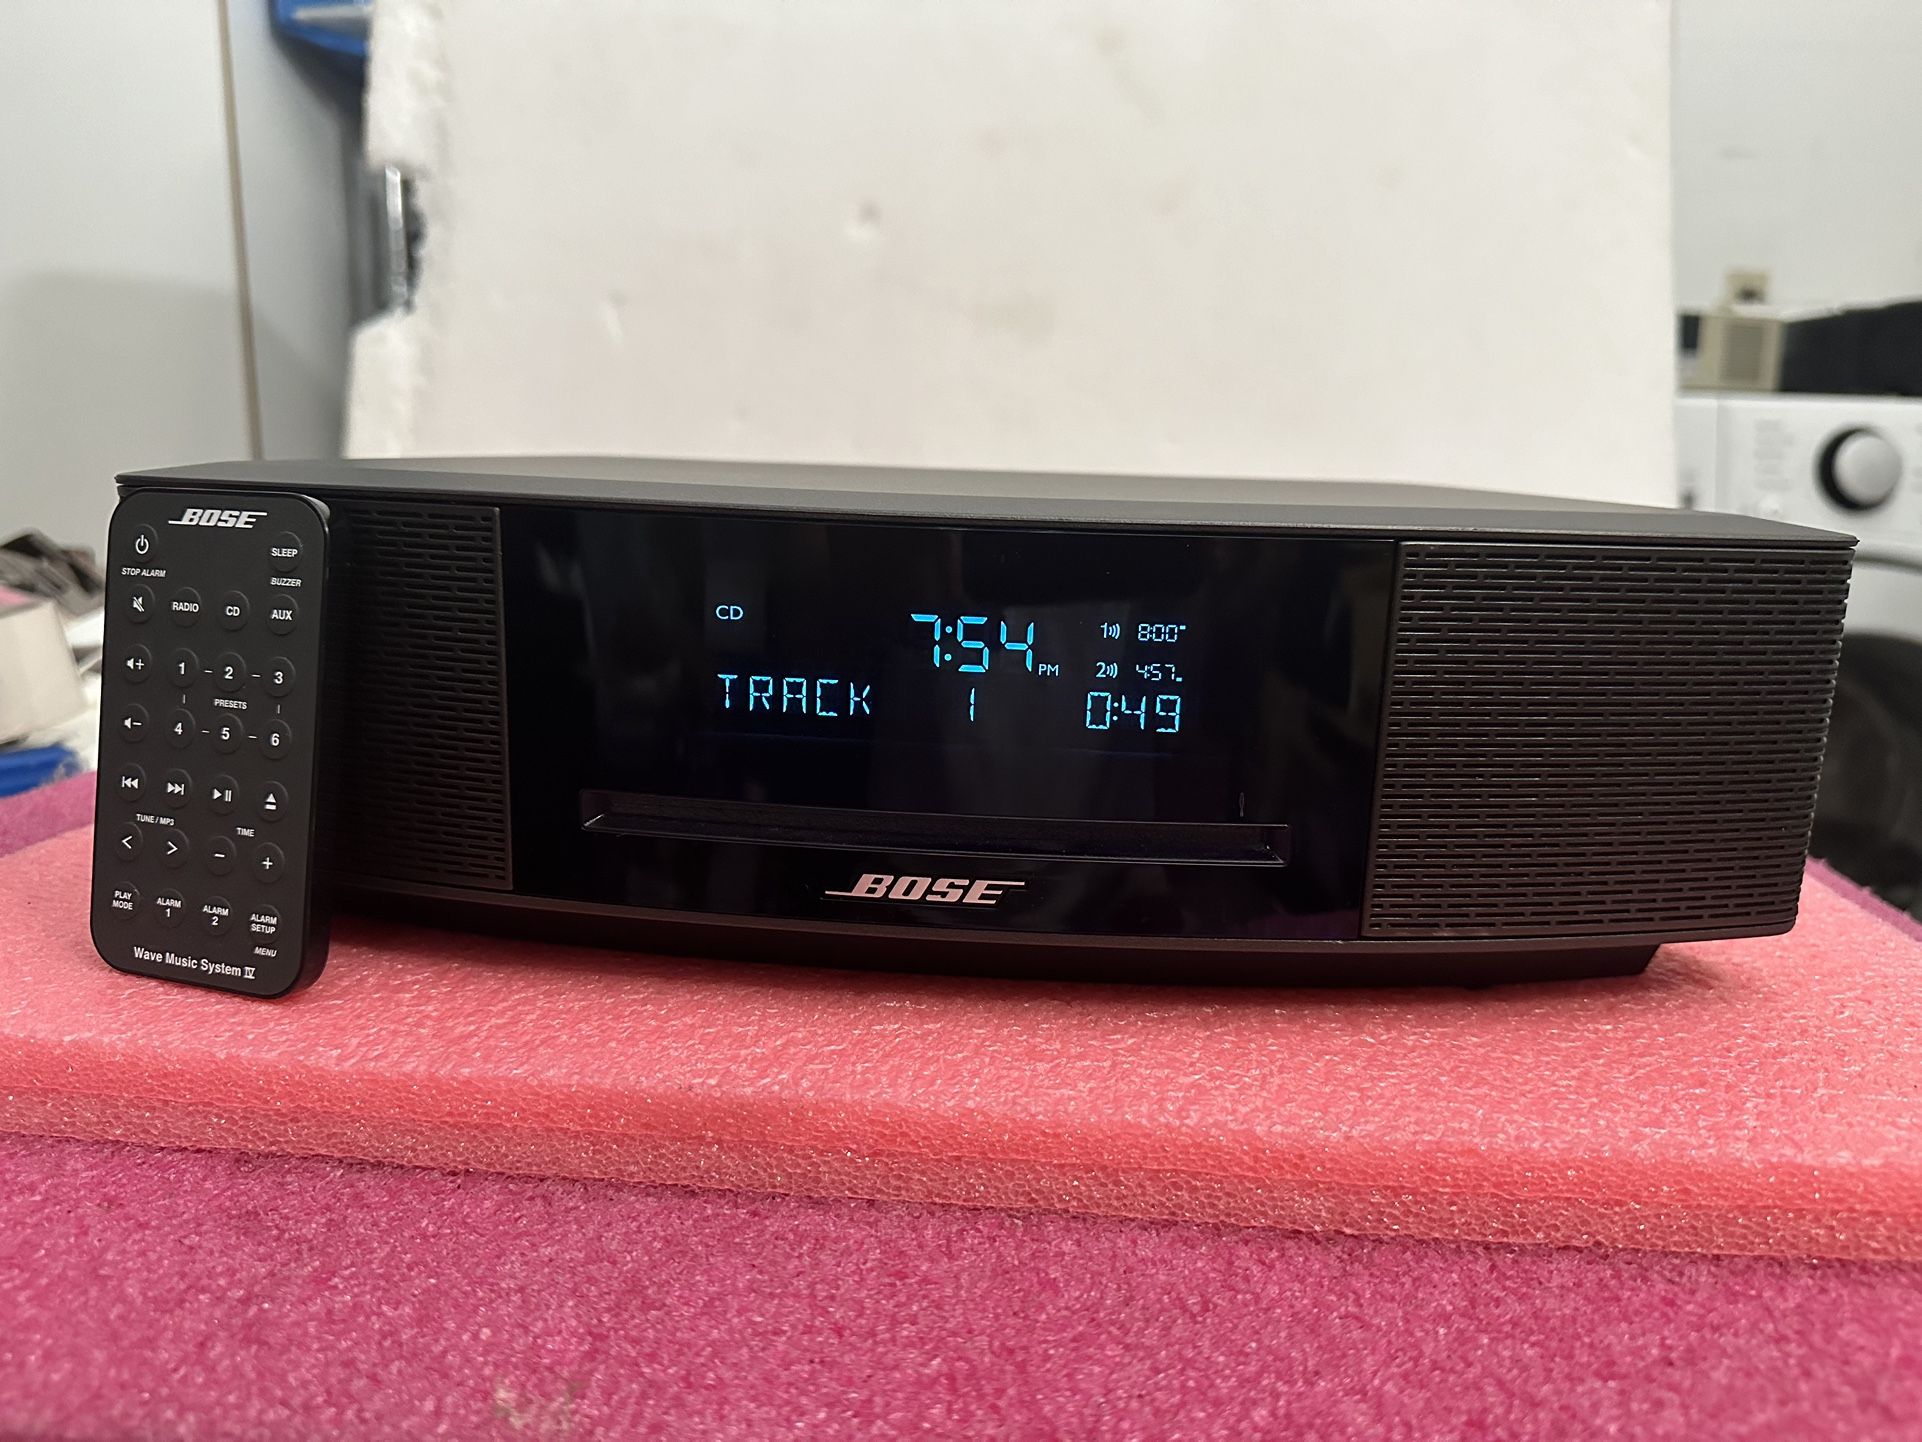 BOSE
SLEEP
STOP ALARM
BUZZER
RADIO CD AUX
1 - 2 - 3
PRESETS
4 - 5 - 6
TUNE / MP3
TIME
< > - +
PLAY MODE
ALARM 1
ALARM 2
ALARM SETUP
MENU
Wave Music System IV
CD
7:54 PM
1 8:00
2 4:57
TRACK 1 0:49
BOSE